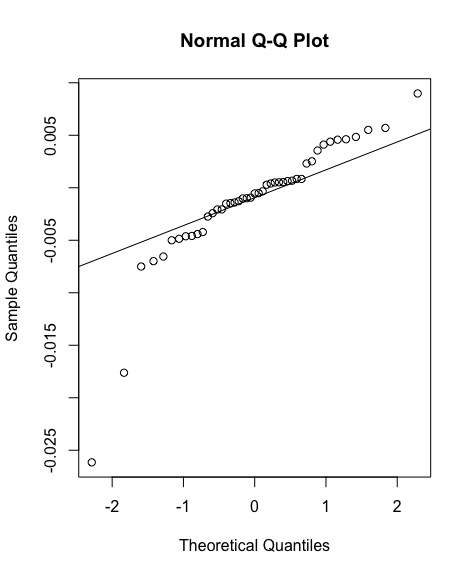 Normal Q-Q Plot
0.005
-0.005
-0.015
-0.025
Sample Quantiles
-2 -1 0 1 2
Theoretical Quantiles